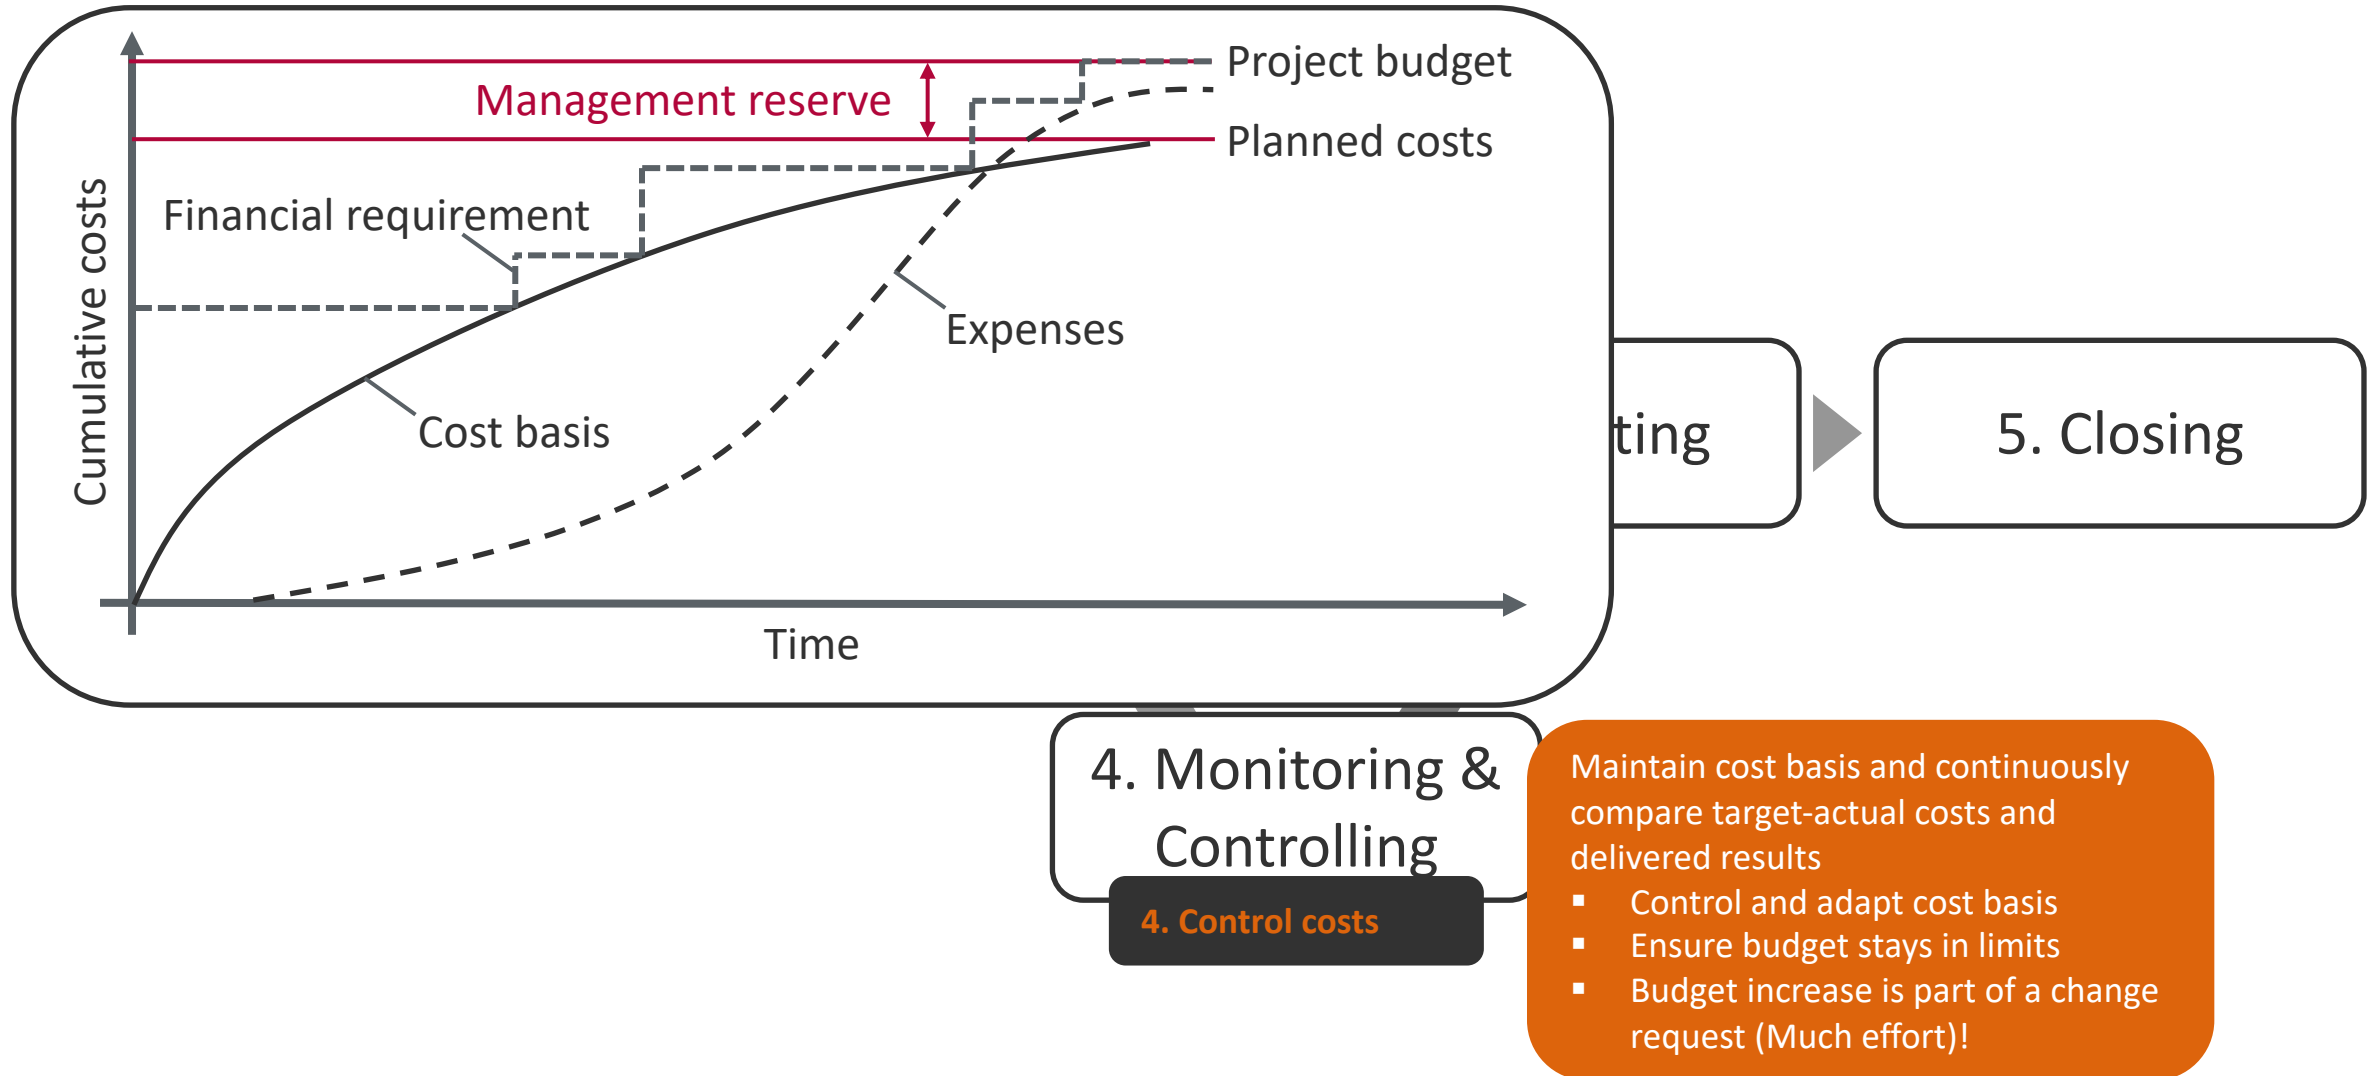 Project budget
Management reserve
Planned costs
Financial requirement
Cumulative costs
Expenses
Cost basis
Time
ting
5. Closing
4. Monitoring &
Controlling
4. Control costs
Maintain cost basis and continuously
compare target-actual costs and
delivered results
▪ Control and adapt cost basis
▪ Ensure budget stays in limits
▪ Budget increase is part of a change
request (Much effort)!